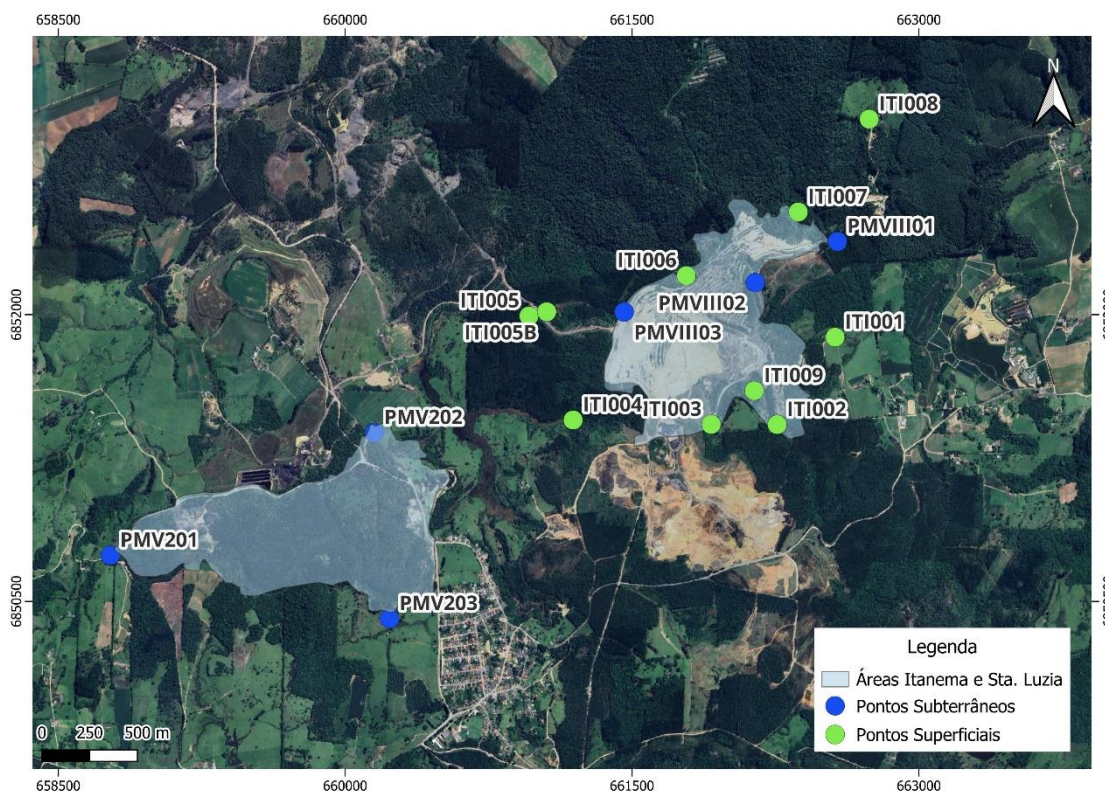 658500
660000
661500
663000
N
ITI008
ITI007
PMVIII01
ITI006
ITI005
PMVIII02
6852000
ITI005B
PMVIII03
ITI001
ITI009
ITI004
ITI003
ITI002
PMV202
PMV201
PMV203
6850500
Legenda
Áreas Itanema e Sta. Luzia
Pontos Subterrâneos
Pontos Superficiais
0 250 500 m
658500
660000
661500
663000